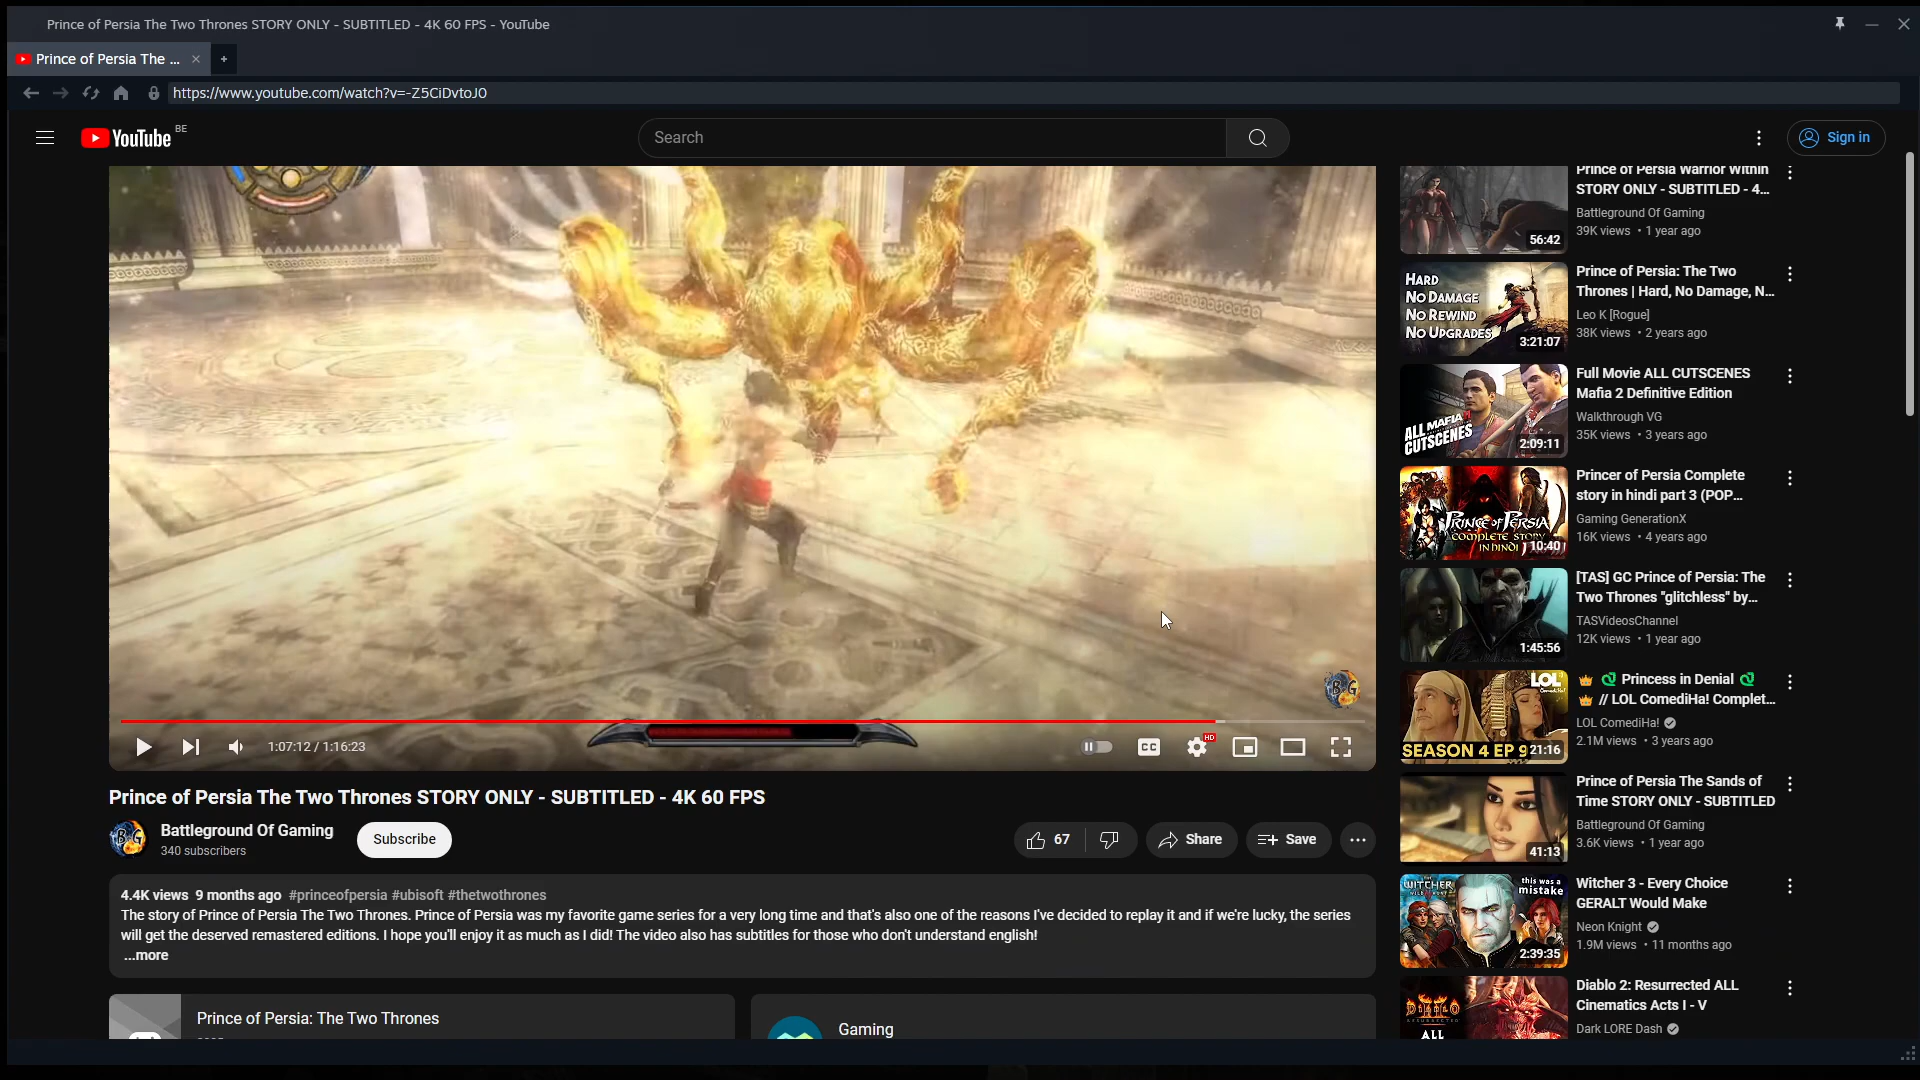 Prince of Persia The Two Thrones STORY ONLY - SUBTITLED - 4K 60 FPS - YouTube
Prince of Persia The ...
https://www.youtube.com/watch?v=-Z5CiDvtoJ0
YouTube BE
Search
Sign in
1:07:12 / 1:16:23
CC
HD
BG
Prince of Persia The Two Thrones STORY ONLY - SUBTITLED - 4K 60 FPS
BG
Battleground Of Gaming
340 subscribers
Subscribe
67
Share
Save
4.4K views 9 months ago #princeofpersia #ubisoft #thetwothrones
The story of Prince of Persia The Two Thrones. Prince of Persia was my favorite game series for a very long time and that's also one of the reasons I've decided to replay it and if we're lucky, the series
will get the deserved remastered editions. I hope you'll enjoy it as much as I did! The video also has subtitles for those who don't understand english!
...more
Prince of Persia: The Two Thrones
Gaming
Prince of Persia Warrior Within
STORY ONLY - SUBTITLED - 4...
Battleground Of Gaming
39K views • 1 year ago
56:42
HARD
NO DAMAGE
NO REWIND
NO UPGRADES
3:21:07
Prince of Persia: The Two
Thrones | Hard, No Damage, N...
Leo K [Rogue]
38K views • 2 years ago
ALL MAFIA II
CUTSCENES
2:09:11
Full Movie ALL CUTSCENES
Mafia 2 Definitive Edition
Walkthrough VG
35K views • 3 years ago
PRINCE OF PERSIA
COMPLETE STORY
IN HINDI
10:40
Princer of Persia Complete
story in hindi part 3 (POP...
Gaming GenerationX
16K views • 4 years ago
1:45:56
[TAS] GC Prince of Persia: The
Two Thrones "glitchless" by...
TASVideosChannel
12K views • 1 year ago
LOL
ComediHa!
SEASON 4 EP 9
21:16
Princess in Denial
// LOL ComediHa! Complet...
LOL ComediHa!
2.1M views • 3 years ago
41:13
Prince of Persia The Sands of
Time STORY ONLY - SUBTITLED
Battleground Of Gaming
3.6K views • 1 year ago
THE WITCHER
this was a
mistake
2:39:35
Witcher 3 - Every Choice
GERALT Would Make
Neon Knight
1.9M views • 11 months ago
DIABLO II
RESURRECTED
ALL
Diablo 2: Resurrected ALL
Cinematics Acts I - V
Dark LORE Dash